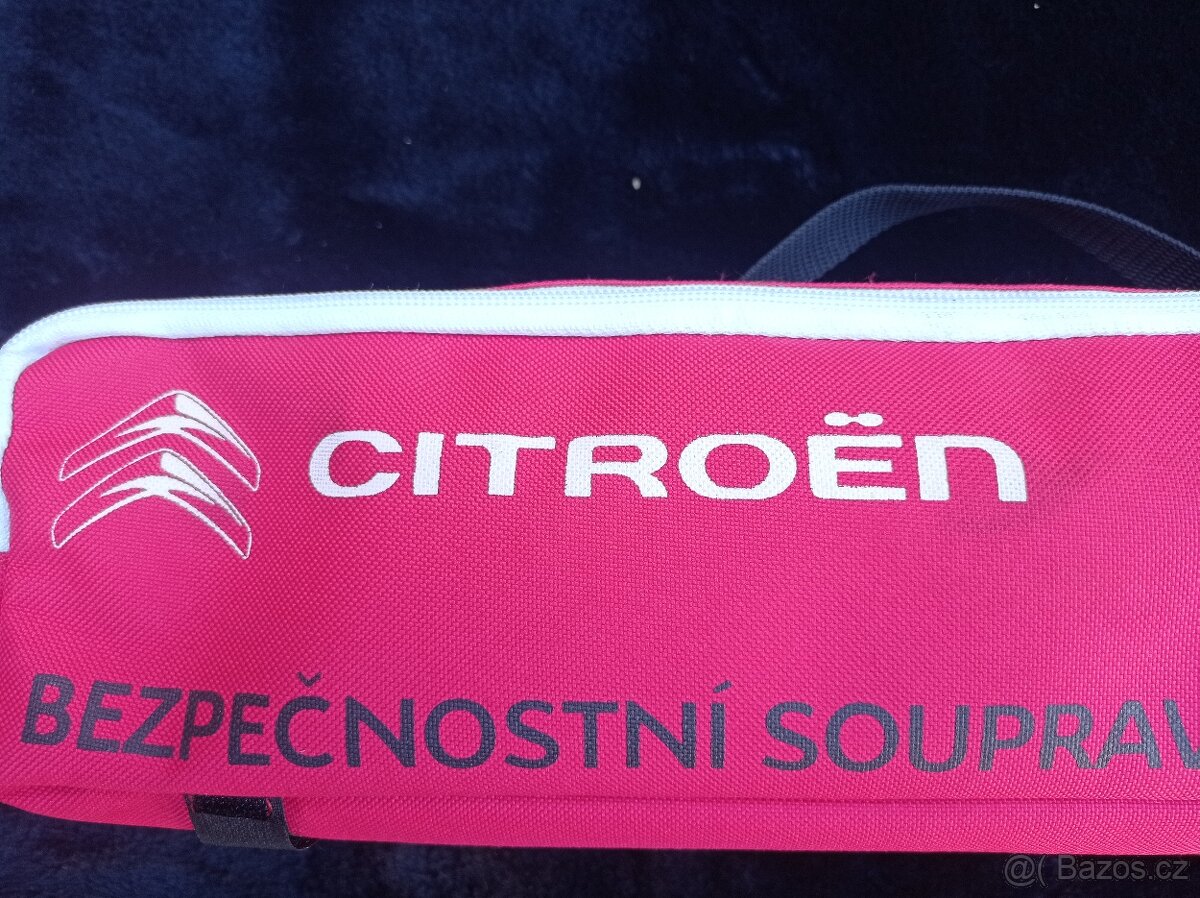 CITROËN
BEZPEČNOSTNÍ SOUPRAV
@( Bazos.cz